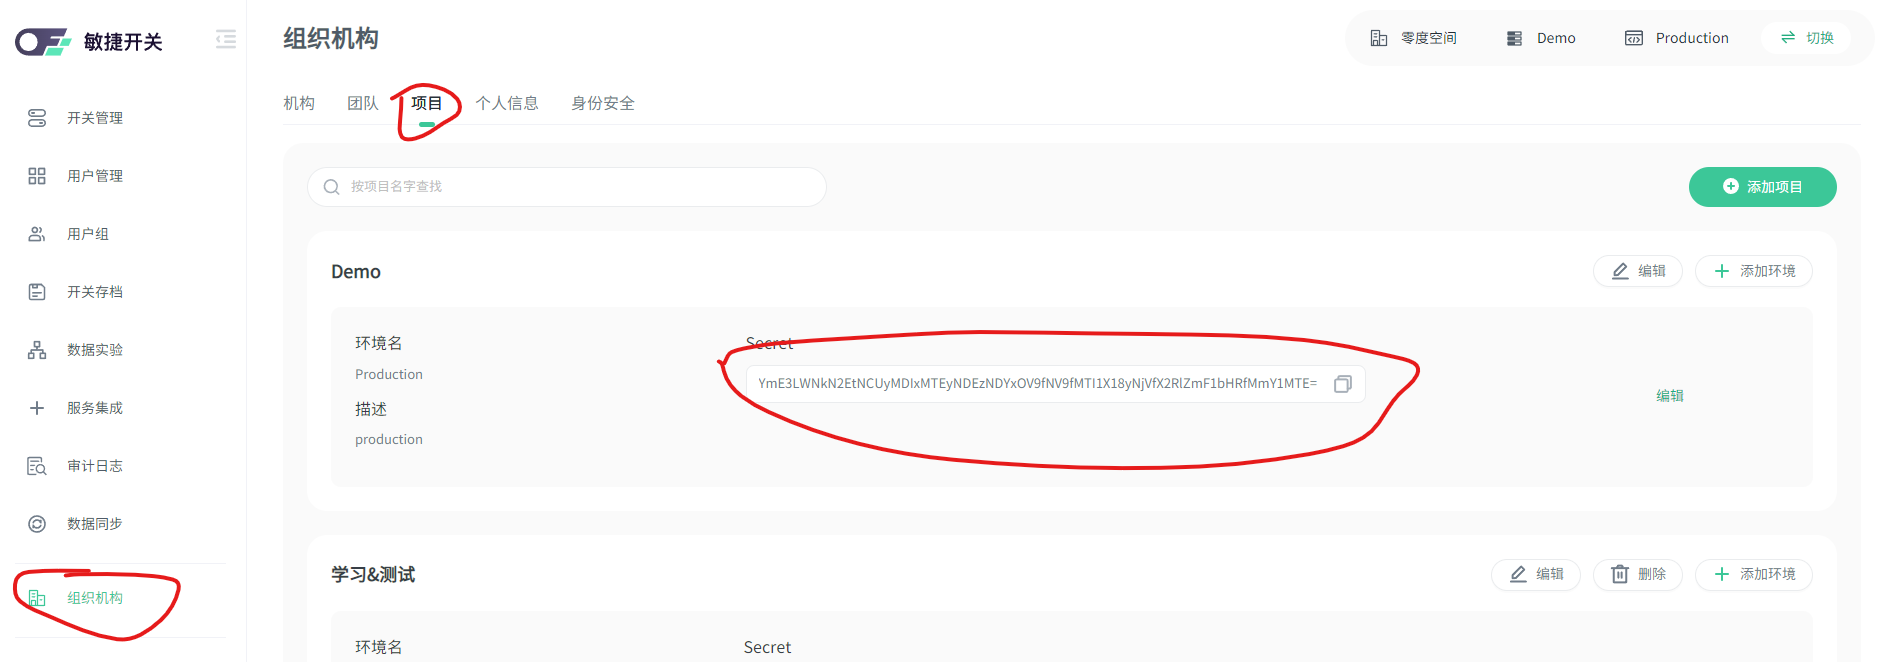 敏捷开关
组织机构
零度空间
Demo
Production
切换
机构
团队
项目
个人信息
身份安全
开关管理
用户管理
用户组
开关存档
数据实验
服务集成
审计日志
数据同步
组织机构
按项目名字查找
添加项目
Demo
编辑
添加环境
环境名
Secret
Production
YmE3LWNkN2EtNCUyMDIxMTEyNDEzNDYxOV9fNV9fMTI1X18yNjVfX2RlZmF1bHRfMmY1MTE=
描述
production
编辑
学习&测试
编辑
删除
添加环境
环境名
Secret